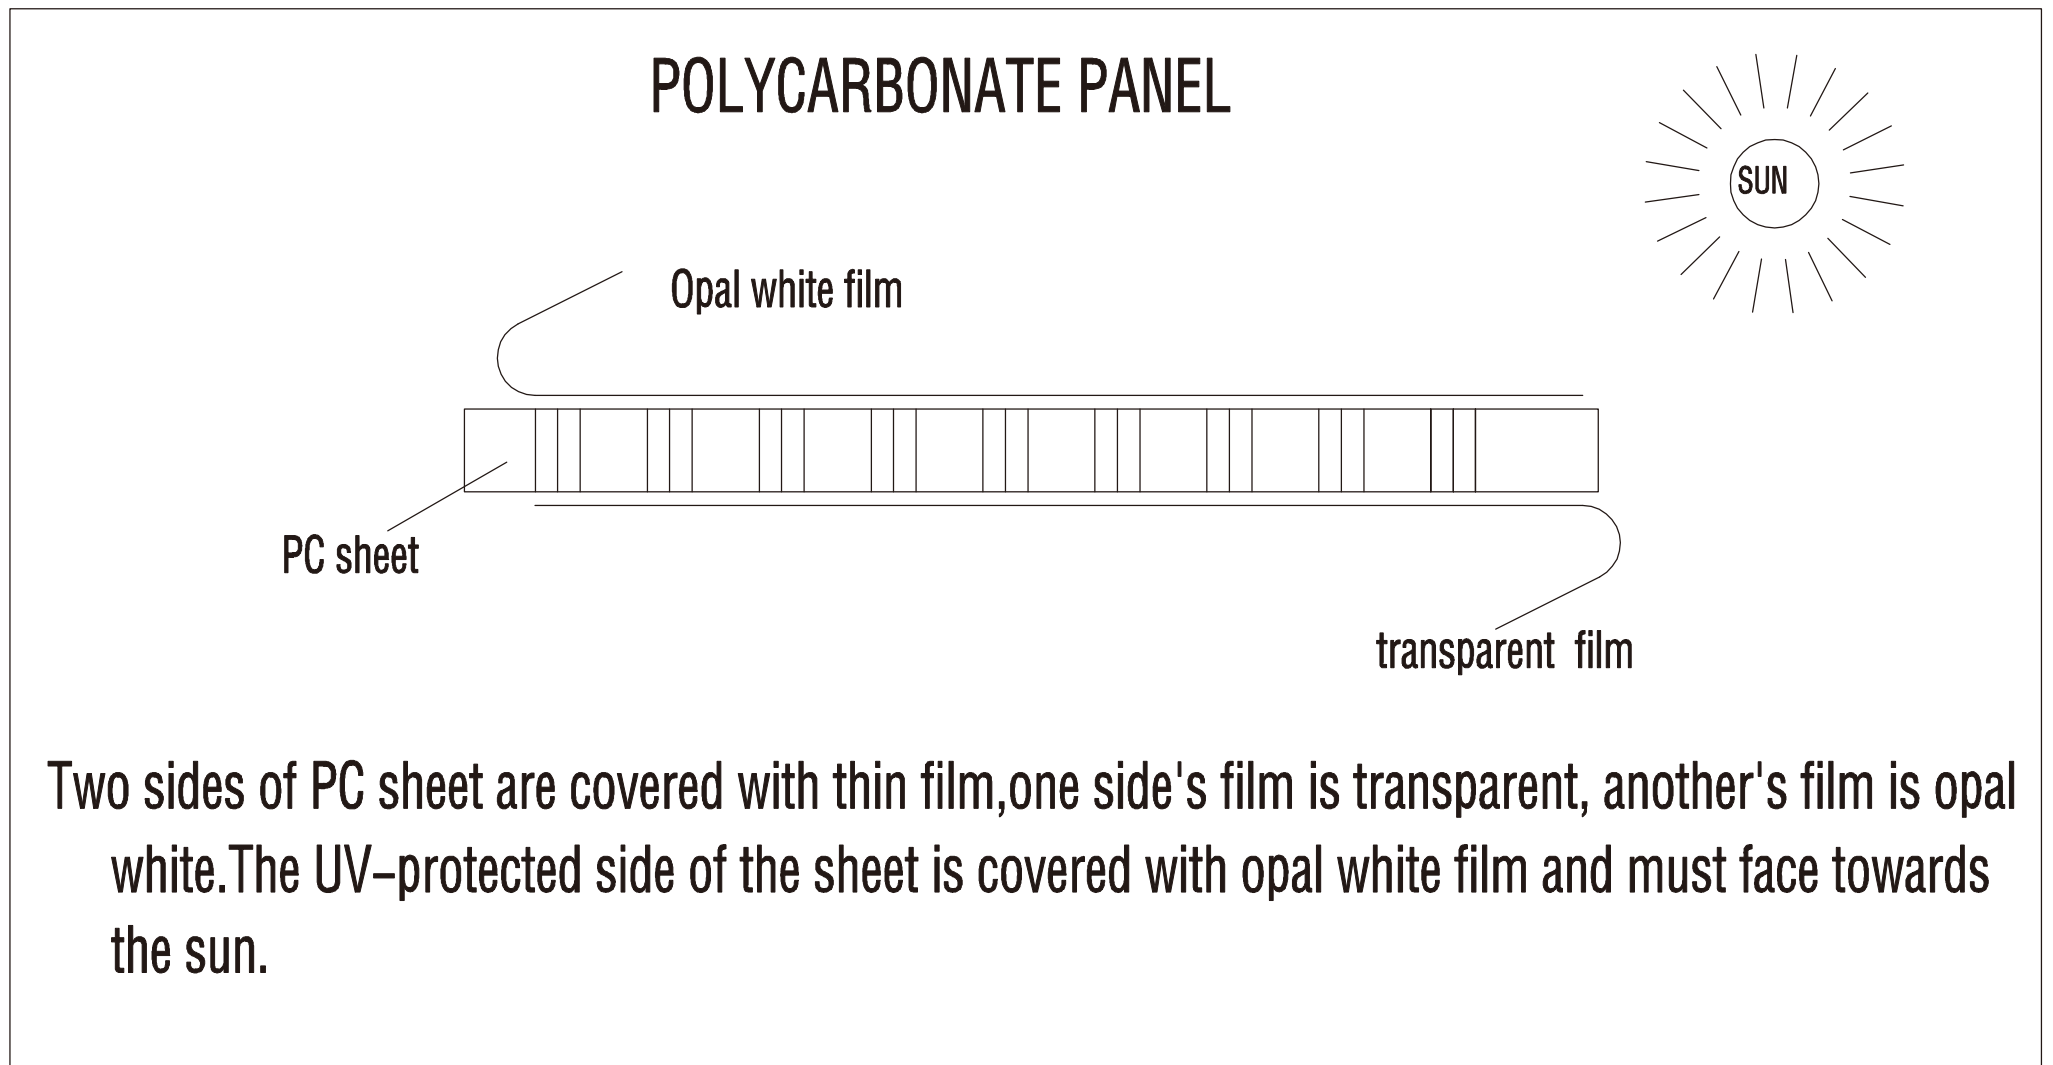 POLYCARBONATE PANEL
SUN
Opal white film
PC sheet
transparent film
Two sides of PC sheet are covered with thin film,one side's film is transparent, another's film is opal
white.The UV–protected side of the sheet is covered with opal white film and must face towards
the sun.